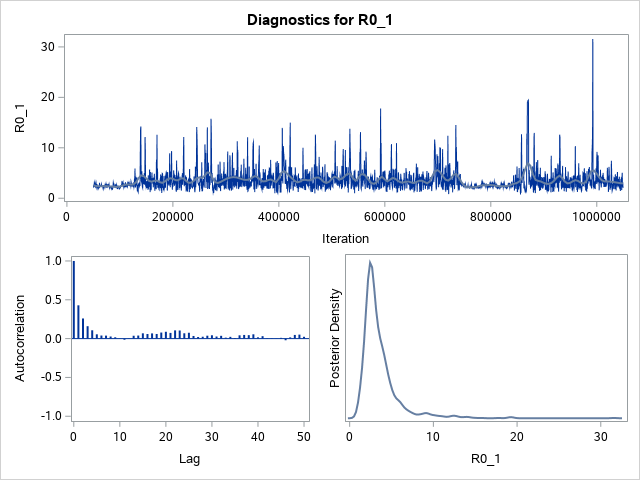 Diagnostics for R0_1
30
20
10
0
R0_1
0 200000 400000 600000 800000 1000000
Iteration
1.0
0.5
0.0
-0.5
-1.0
Autocorrelation
0 10 20 30 40 50
Lag
Posterior Density
0 10 20 30
R0_1